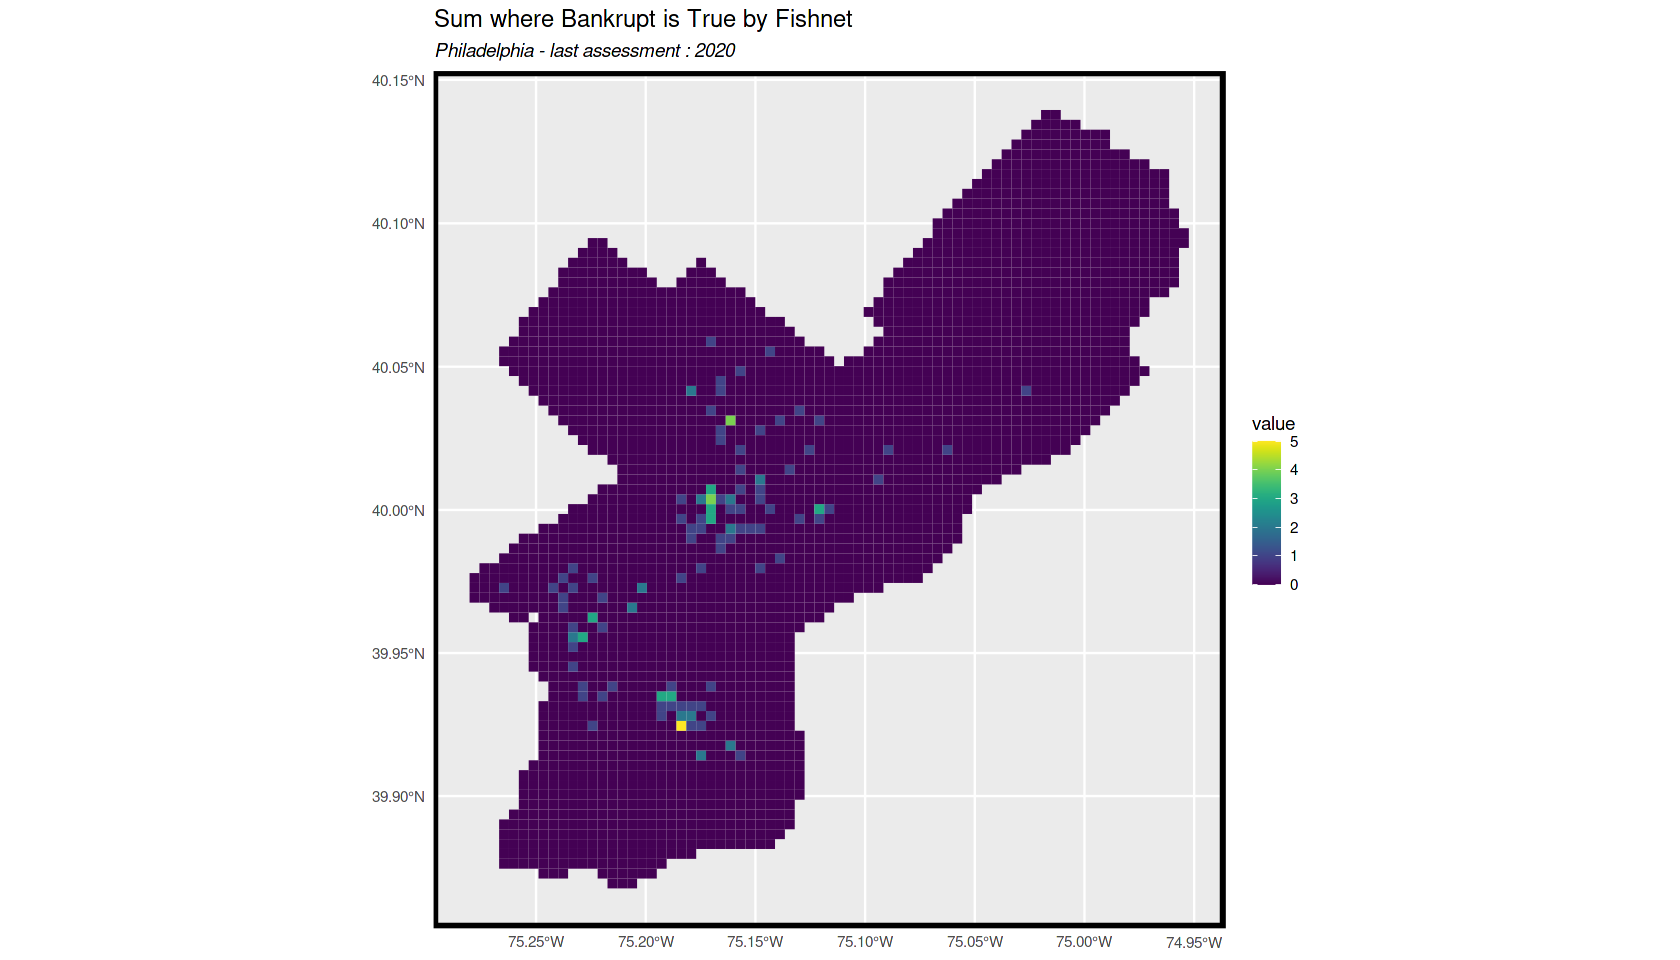 Sum where Bankrupt is True by Fishnet
Philadelphia - last assessment : 2020
40.15°N
40.10°N
40.05°N
40.00°N
39.95°N
39.90°N
75.25°W 75.20°W 75.15°W 75.10°W 75.05°W 75.00°W 74.95°W
value
5
4
3
2
1
0